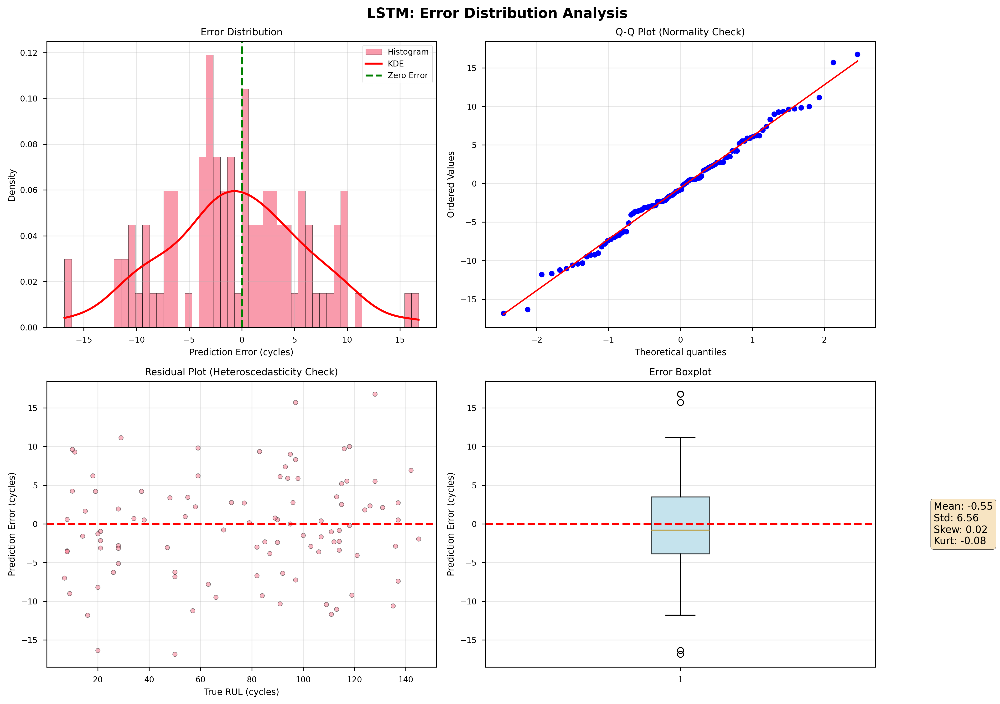 LSTM: Error Distribution Analysis
Error Distribution
0.12
0.10
0.08
0.06
0.04
0.02
0.00
Density
−15
−10
−5
0
5
10
15
Prediction Error (cycles)
Histogram
KDE
Zero Error
Q-Q Plot (Normality Check)
15
10
5
0
−5
−10
−15
Ordered Values
−2
−1
0
1
2
Theoretical quantiles
Residual Plot (Heteroscedasticity Check)
15
10
5
0
−5
−10
−15
Prediction Error (cycles)
20
40
60
80
100
120
140
True RUL (cycles)
Error Boxplot
15
10
5
0
−5
−10
−15
Prediction Error (cycles)
1
Mean: -0.55
Std: 6.56
Skew: 0.02
Kurt: -0.08